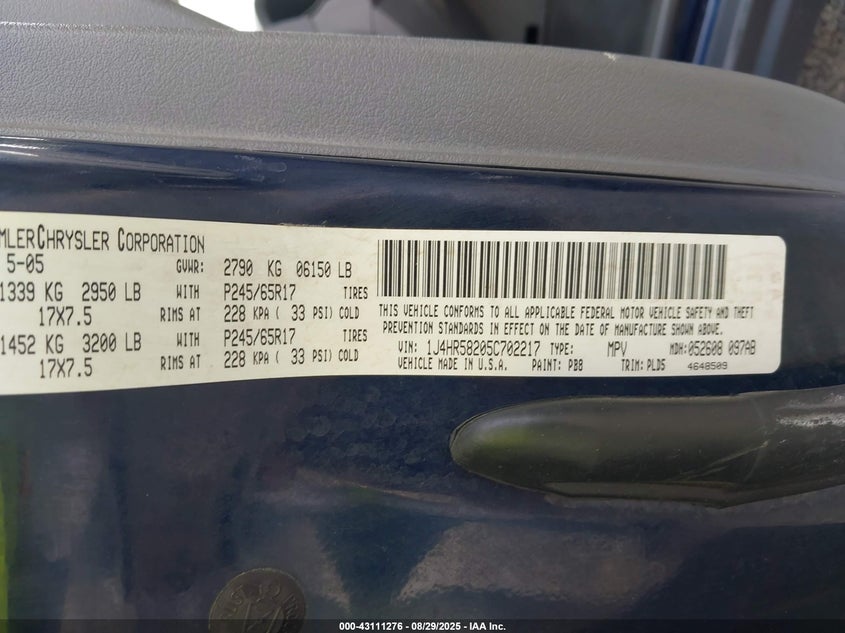 MLERCHRYSLER CORPORATION
5-05 GVWR: 2790 KG 06150 LB
1339 KG 2950 LB WITH P245/65R17 TIRES
17X7.5 RIMS AT 228 KPA ( 33 PSI) COLD
1452 KG 3200 LB WITH P245/65R17 TIRES
17X7.5 RIMS AT 228 KPA ( 33 PSI) COLD
THIS VEHICLE CONFORMS TO ALL APPLICABLE FEDERAL MOTOR VEHICLE SAFETY AND THEFT
PREVENTION STANDARDS IN EFFECT ON THE DATE OF MANUFACTURE SHOWN ABOVE.
VIN: 1J4HR58205C702217 TYPE: MPV MDH: 052608 097AB
VEHICLE MADE IN U.S.A. PAINT: PB8 TRIM: PLD5 4648509
000-43111276 - 08/29/2025 - IAA Inc.